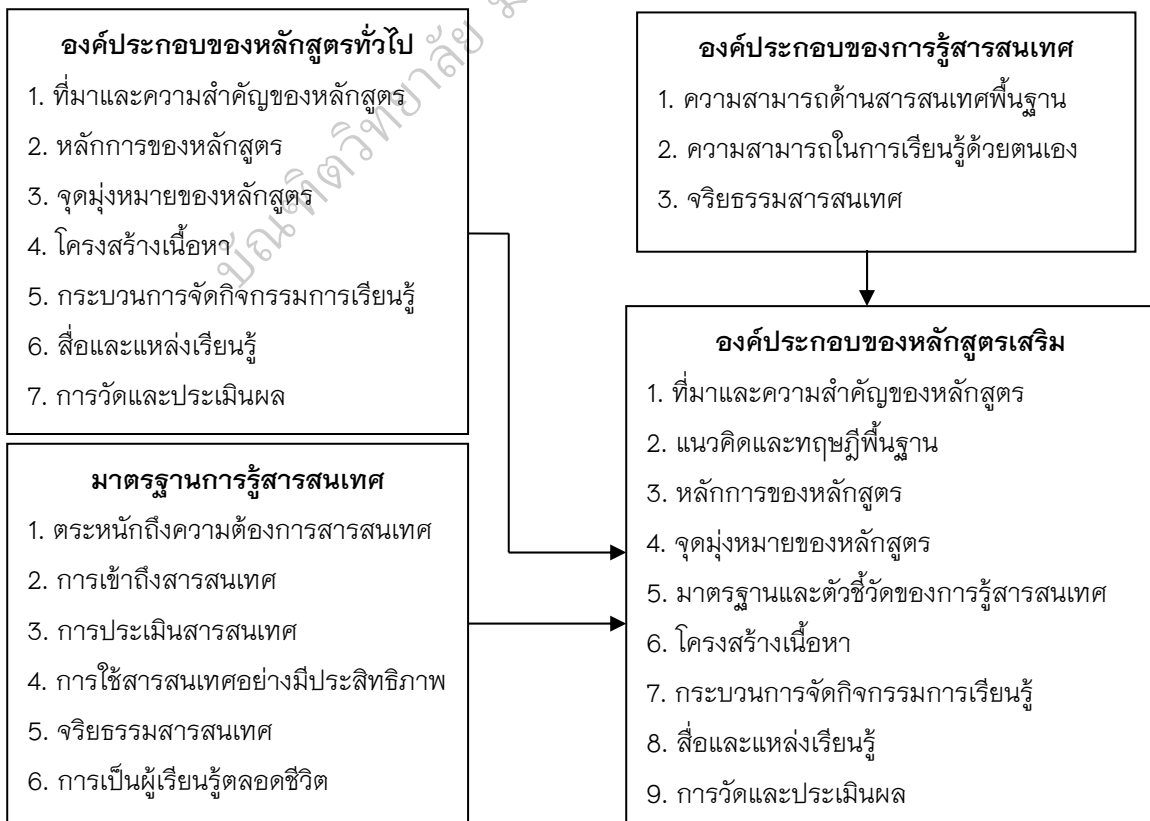 องค์ประกอบของหลักสูตรทั่วไป
1. ที่มาและความสำคัญของหลักสูตร
2. หลักการของหลักสูตร
3. จุดมุ่งหมายของหลักสูตร
4. โครงสร้างเนื้อหา
5. กระบวนการจัดกิจกรรมการเรียนรู้
6. สื่อและแหล่งเรียนรู้
7. การวัดและประเมินผล
มาตรฐานการรู้สารสนเทศ
1. ตระหนักถึงความต้องการสารสนเทศ
2. การเข้าถึงสารสนเทศ
3. การประเมินสารสนเทศ
4. การใช้สารสนเทศอย่างมีประสิทธิภาพ
5. จริยธรรมสารสนเทศ
6. การเป็นผู้เรียนรู้ตลอดชีวิต
องค์ประกอบของการรู้สารสนเทศ
1. ความสามารถด้านสารสนเทศพื้นฐาน
2. ความสามารถในการเรียนรู้ด้วยตนเอง
3. จริยธรรมสารสนเทศ
องค์ประกอบของหลักสูตรเสริม
1. ที่มาและความสำคัญของหลักสูตร
2. แนวคิดและทฤษฎีพื้นฐาน
3. หลักการของหลักสูตร
4. จุดมุ่งหมายของหลักสูตร
5. มาตรฐานและตัวชี้วัดของการรู้สารสนเทศ
6. โครงสร้างเนื้อหา
7. กระบวนการจัดกิจกรรมการเรียนรู้
8. สื่อและแหล่งเรียนรู้
9. การวัดและประเมินผล
บัณฑิตวิทยาลัย